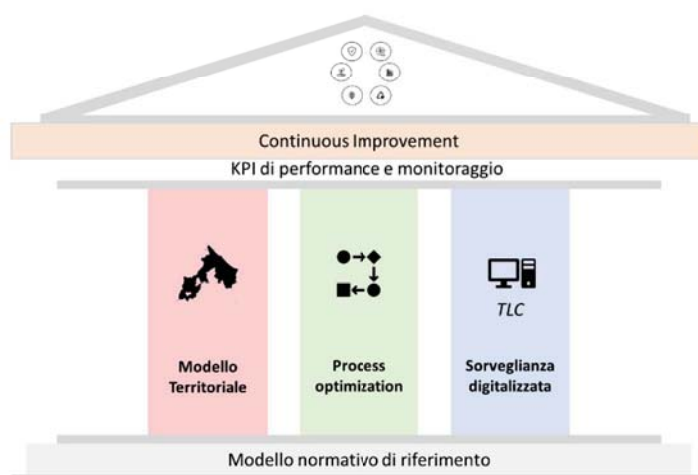 Continuous Improvement
KPI di performance e monitoraggio
TLC
Modello
Territoriale
Process
optimization
Sorveglianza
digitalizzata
Modello normativo di riferimento